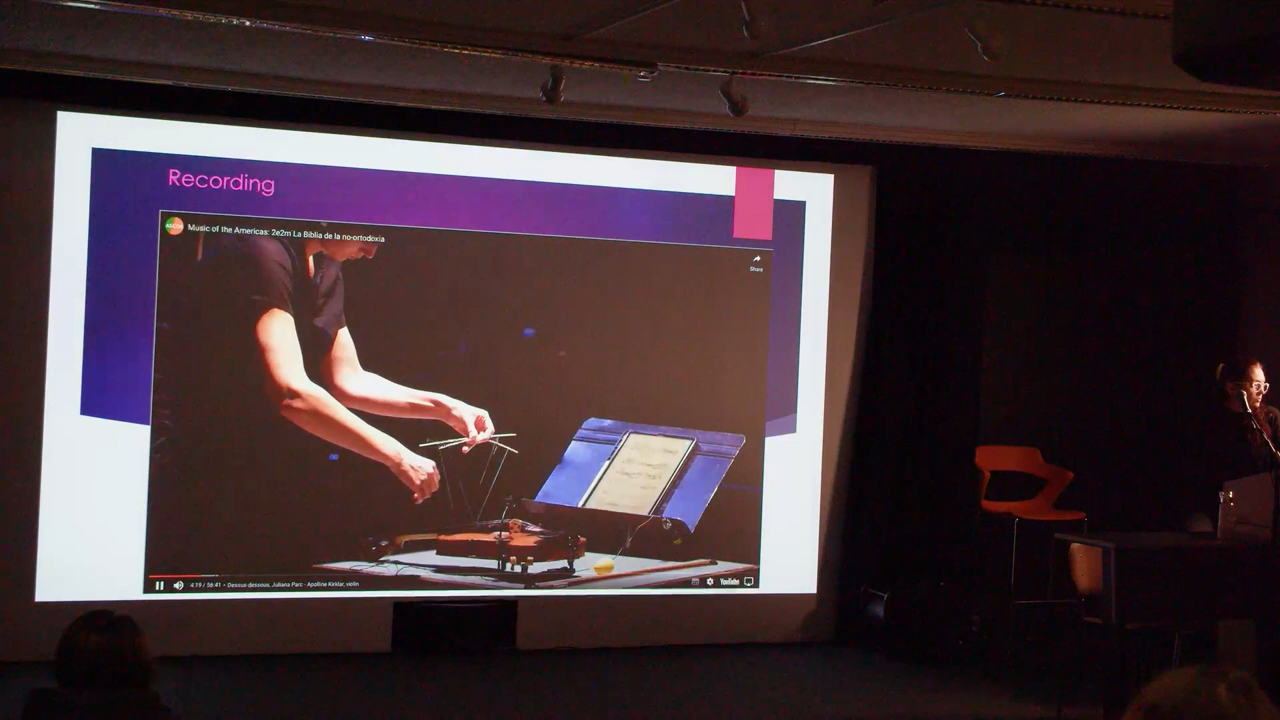 Recording
Music of the Americas: 2e2m La Biblia de la no-ortodoxia
Share
4:19 / 56:41 • Dessus dessous, Juliana Parc - Apolline Kirklar, violin
YouTube